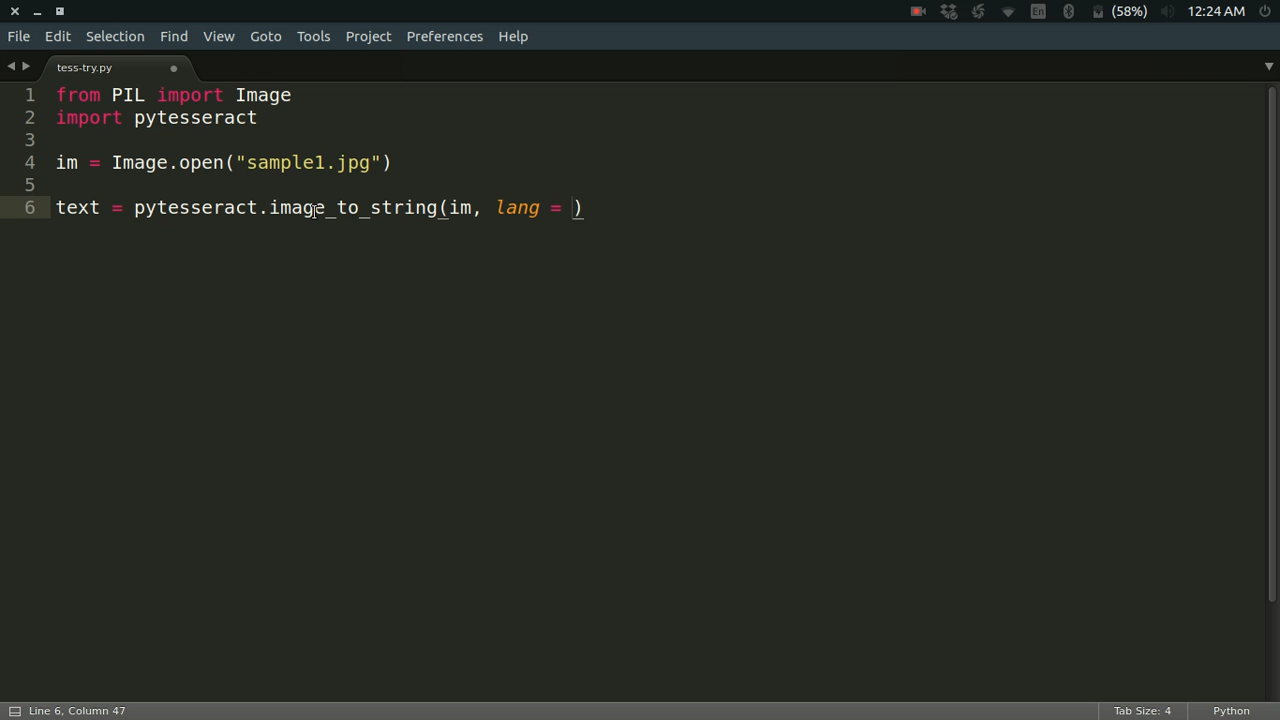 En (58%) 12:24 AM
File Edit Selection Find View Goto Tools Project Preferences Help
tess-try.py
1 from PIL import Image
2 import pytesseract
3
4 im = Image.open("sample1.jpg")
5
6 text = pytesseract.image_to_string(im, lang = )
Line 6, Column 47 Tab Size: 4 Python